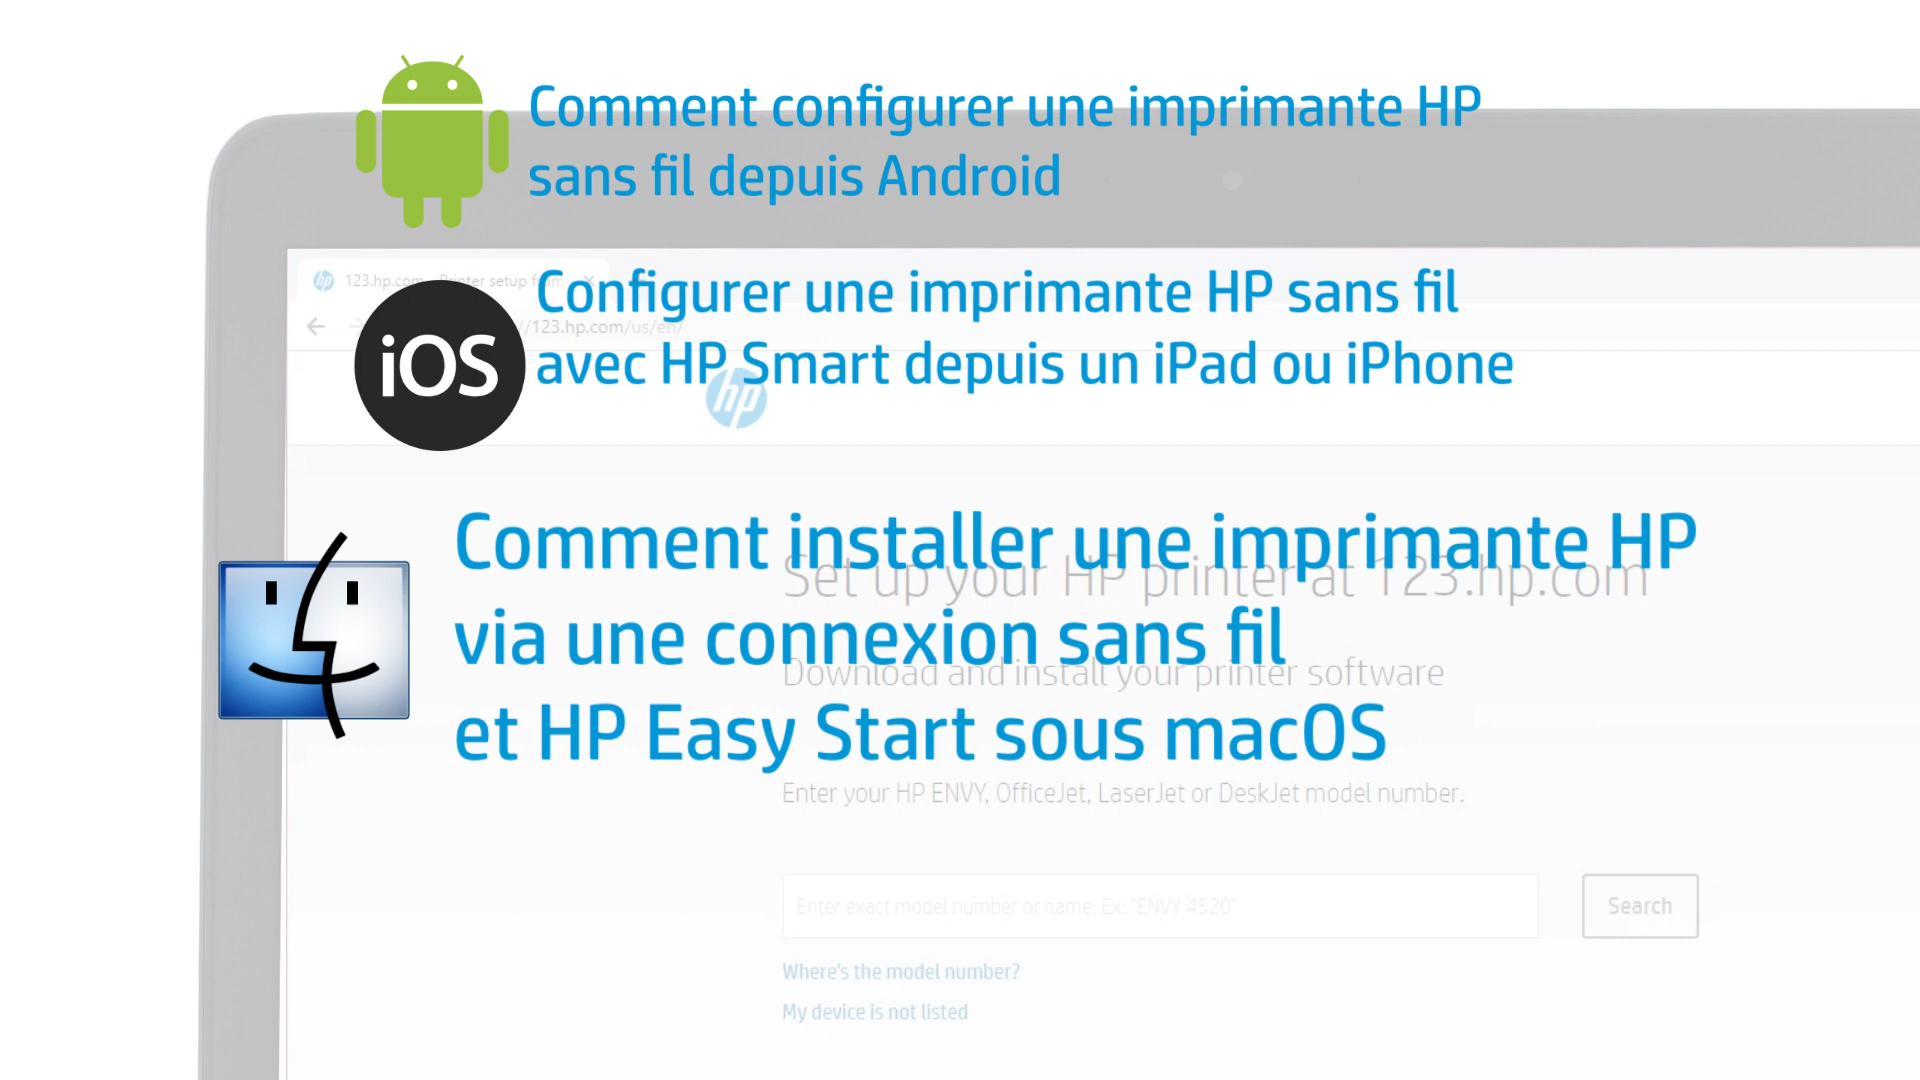 Comment configurer une imprimante HP
sans fil depuis Android
123.hp.com - Printer setup from
Configurer une imprimante HP sans fil
//123.hp.com/us/en/
iOS
avec HP Smart depuis un iPad ou iPhone
hp
Comment installer une imprimante HP
Set up your HP printer at 123.hp.com
via une connexion sans fil
Download and install your printer software
et HP Easy Start sous macOS
Enter your HP ENVY, OfficeJet, LaserJet or DeskJet model number.
Enter exact model number or name. Ex: "ENVY 4520"
Search
Where's the model number?
My device is not listed